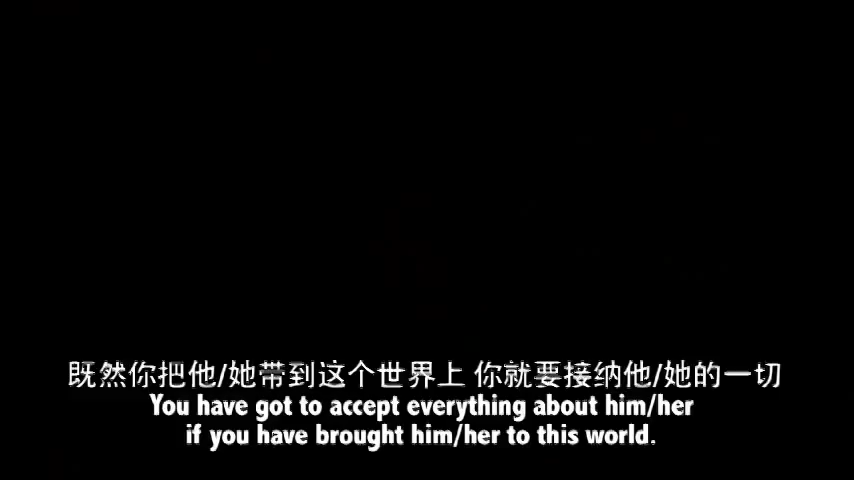 既然你把他/她带到这个世界上 你就要接纳他/她的一切
You have got to accept everything about him/her
if you have brought him/her to this world.